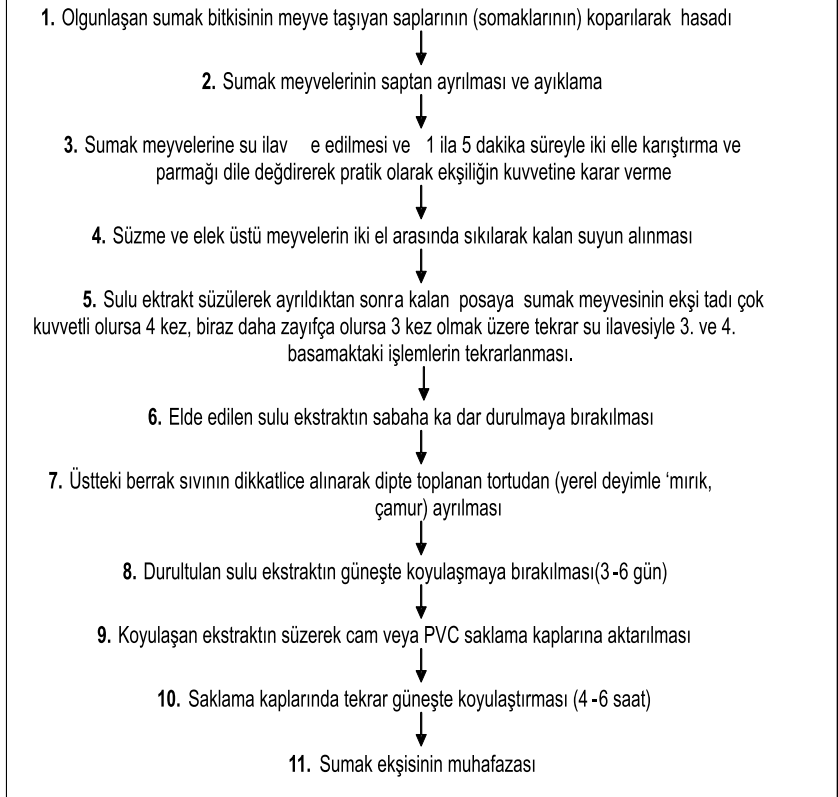 1. Olgunlaşan sumak bitkisinin meyve taşıyan saplarının (somaklarının) koparılarak hasadı
2. Sumak meyvelerinin saptan ayrılması ve ayıklama
3. Sumak meyvelerine su ilav e edilmesi ve 1 ila 5 dakika süreyle iki elle karıştırma ve
parmağı dile değdirerek pratik olarak ekşiliğin kuvvetine karar verme
4. Süzme ve elek üstü meyvelerin iki el arasında sıkılarak kalan suyun alınması
5. Sulu ektrakt süzülerek ayrıldıktan sonra kalan posaya sumak meyvesinin ekşi tadı çok
kuvvetli olursa 4 kez, biraz daha zayıfça olursa 3 kez olmak üzere tekrar su ilavesiyle 3. ve 4.
basamaktaki işlemlerin tekrarlanması.
6. Elde edilen sulu ekstraktın sabaha ka dar durulmaya bırakılması
7. Üstteki berrak sıvının dikkatlice alınarak dipte toplanan tortudan (yerel deyimle ‘mırık,
çamur) ayrılması
8. Durultulan sulu ekstraktın güneşte koyulaşmaya bırakılması(3-6 gün)
9. Koyulaşan ekstraktın süzerek cam veya PVC saklama kaplarına aktarılması
10. Saklama kaplarında tekrar güneşte koyulaştırması (4-6 saat)
11. Sumak ekşisinin muhafazası